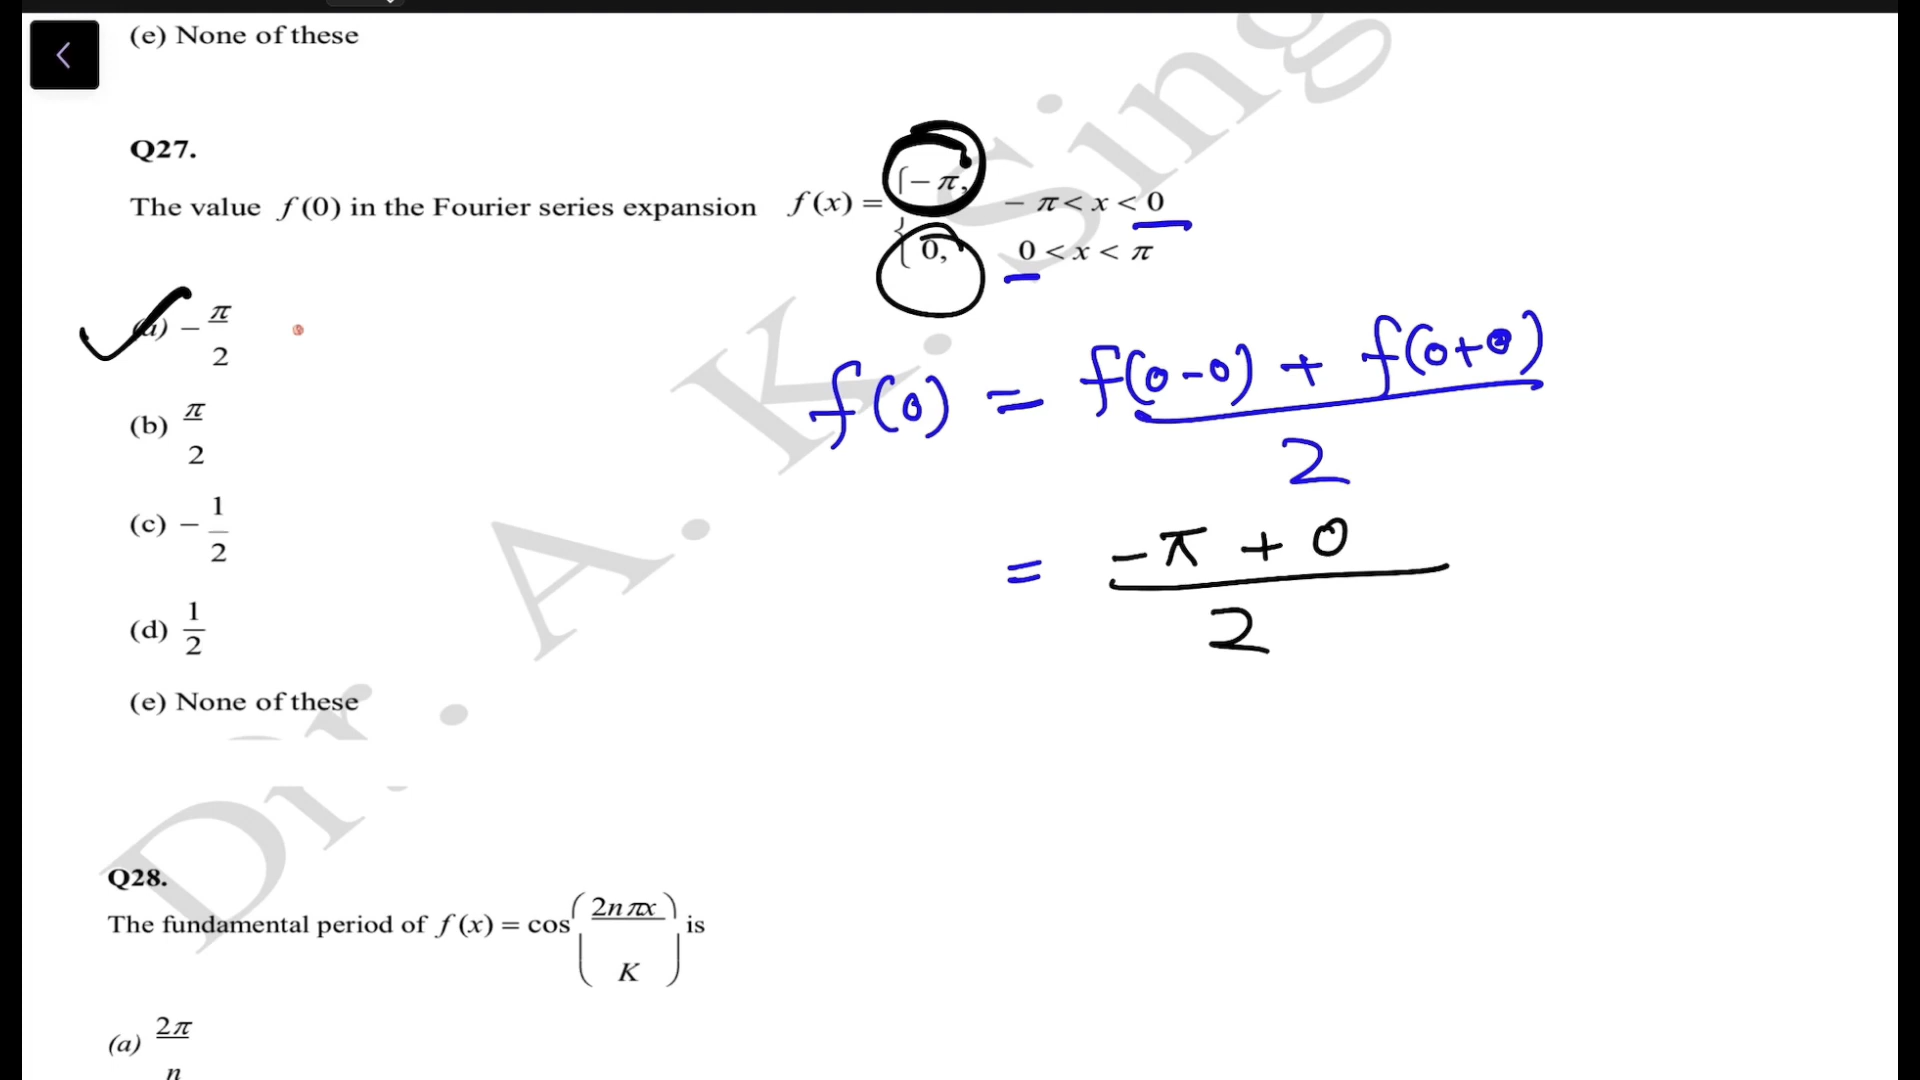 (e) None of these
Q27.
The value f(0) in the Fourier series expansion f(x) = { −π, −π < x < 0
0, 0 < x < π
(a) −π/2
(b) π/2
(c) −1/2
(d) 1/2
(e) None of these
f(0) = f(0-0) + f(0+0) / 2
= -π + 0 / 2
Q28.
The fundamental period of f(x) = cos(2nπx / K) is
(a) 2π / n
Dr. A. K. Sing